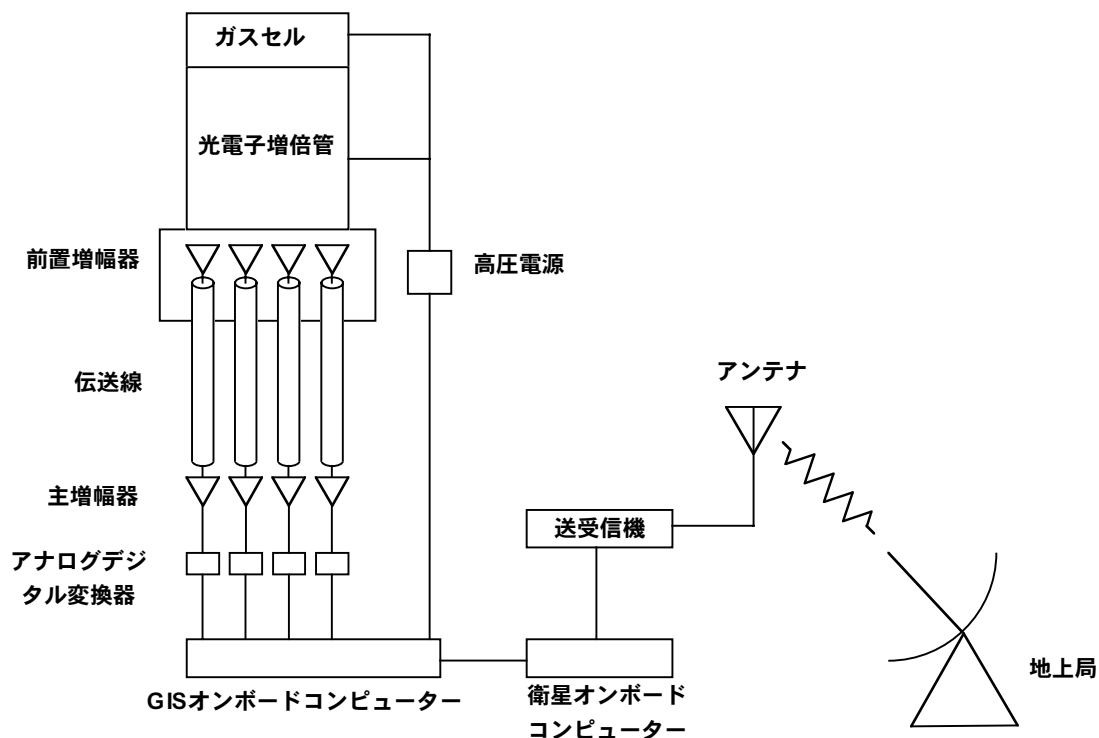 ガスセル
光電子増倍管
前置増幅器
高圧電源
伝送線
アンテナ
主増幅器
送受信機
アナログデジ
タル変換器
地上局
GISオンボードコンピューター
衛星オンボード
コンピューター